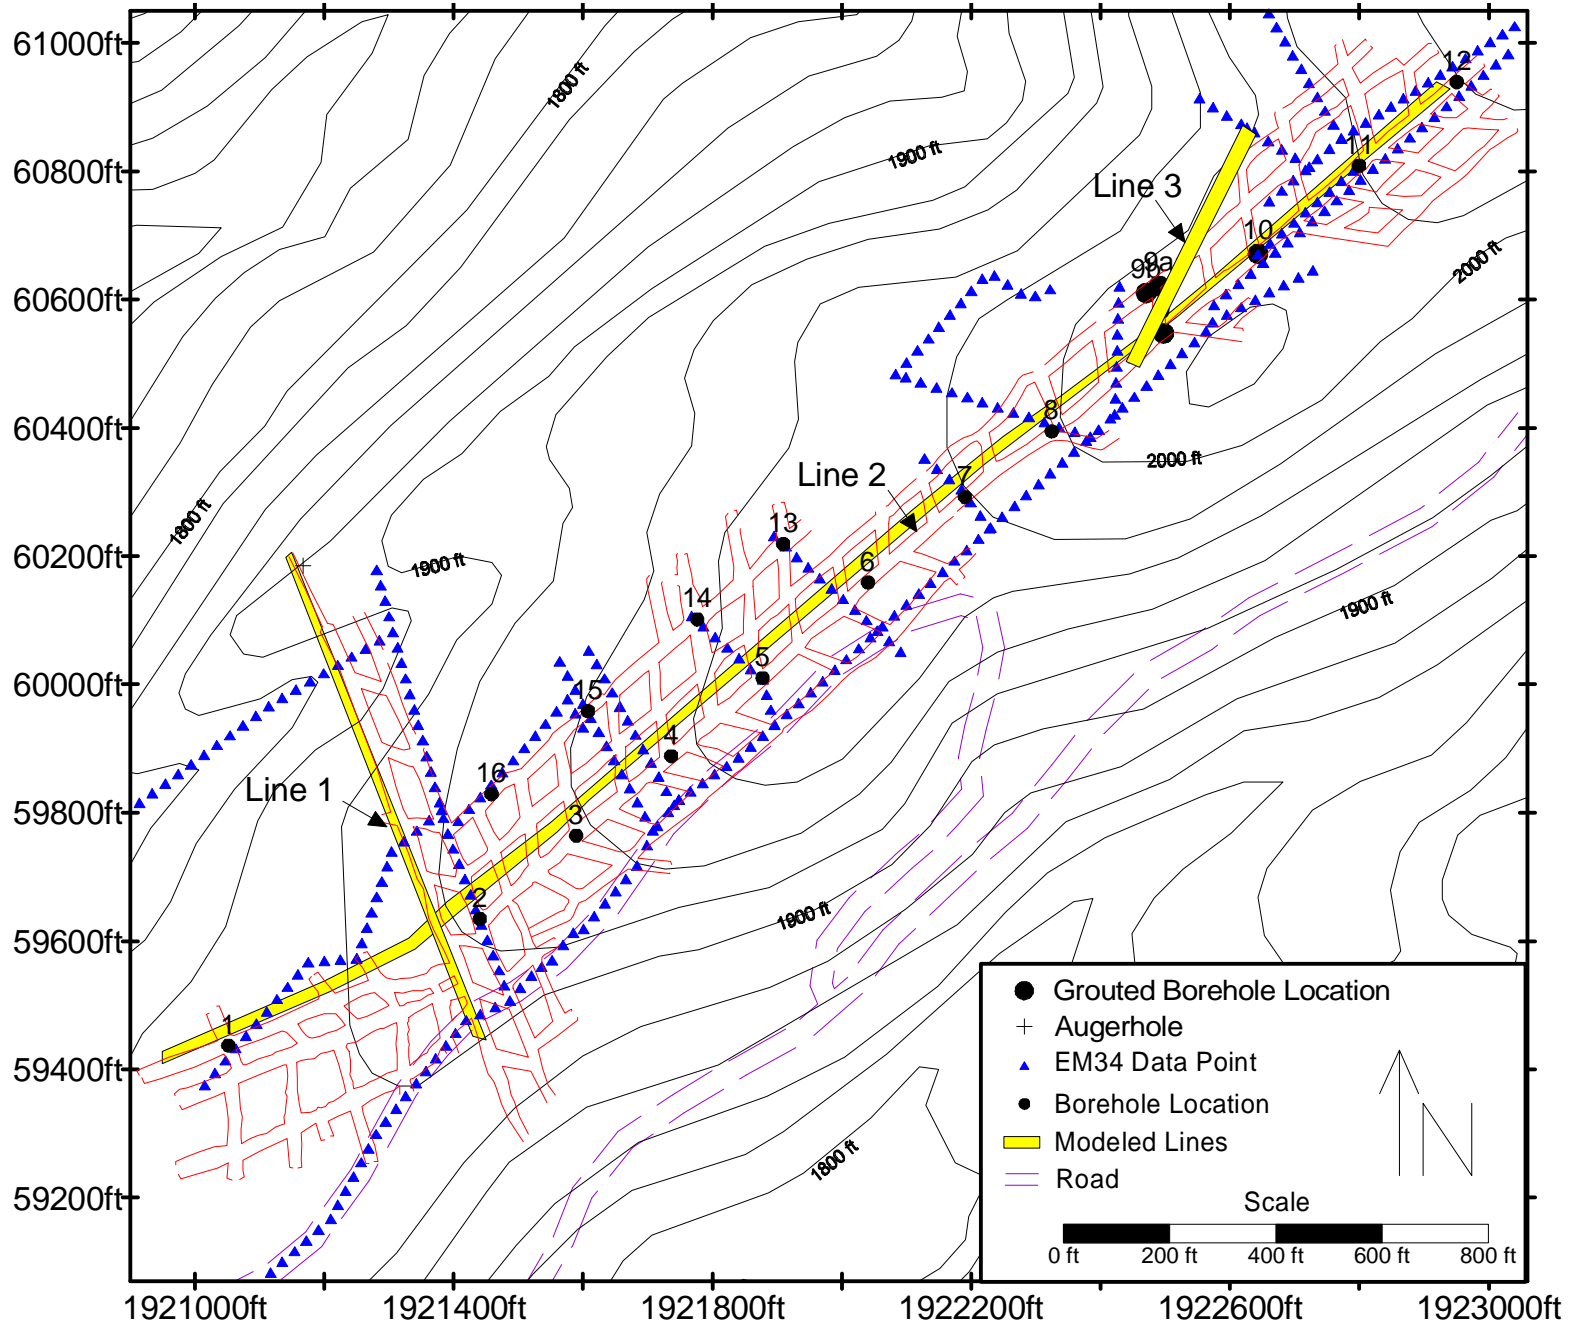 61000ft
60800ft
60600ft
60400ft
60200ft
60000ft
59800ft
59600ft
59400ft
59200ft
1921000ft
1921400ft
1921800ft
1922200ft
1922600ft
1923000ft
1800 ft
1900 ft
2000 ft
2000 ft
1800 ft
1900 ft
1900 ft
1900 ft
1800 ft
Line 3
Line 2
Line 1
12
11
10
9a
9b
8
7
13
6
14
5
15
4
16
3
2
1
Grouted Borehole Location
Augerhole
EM34 Data Point
Borehole Location
Modeled Lines
Road
N
Scale
0 ft 200 ft 400 ft 600 ft 800 ft